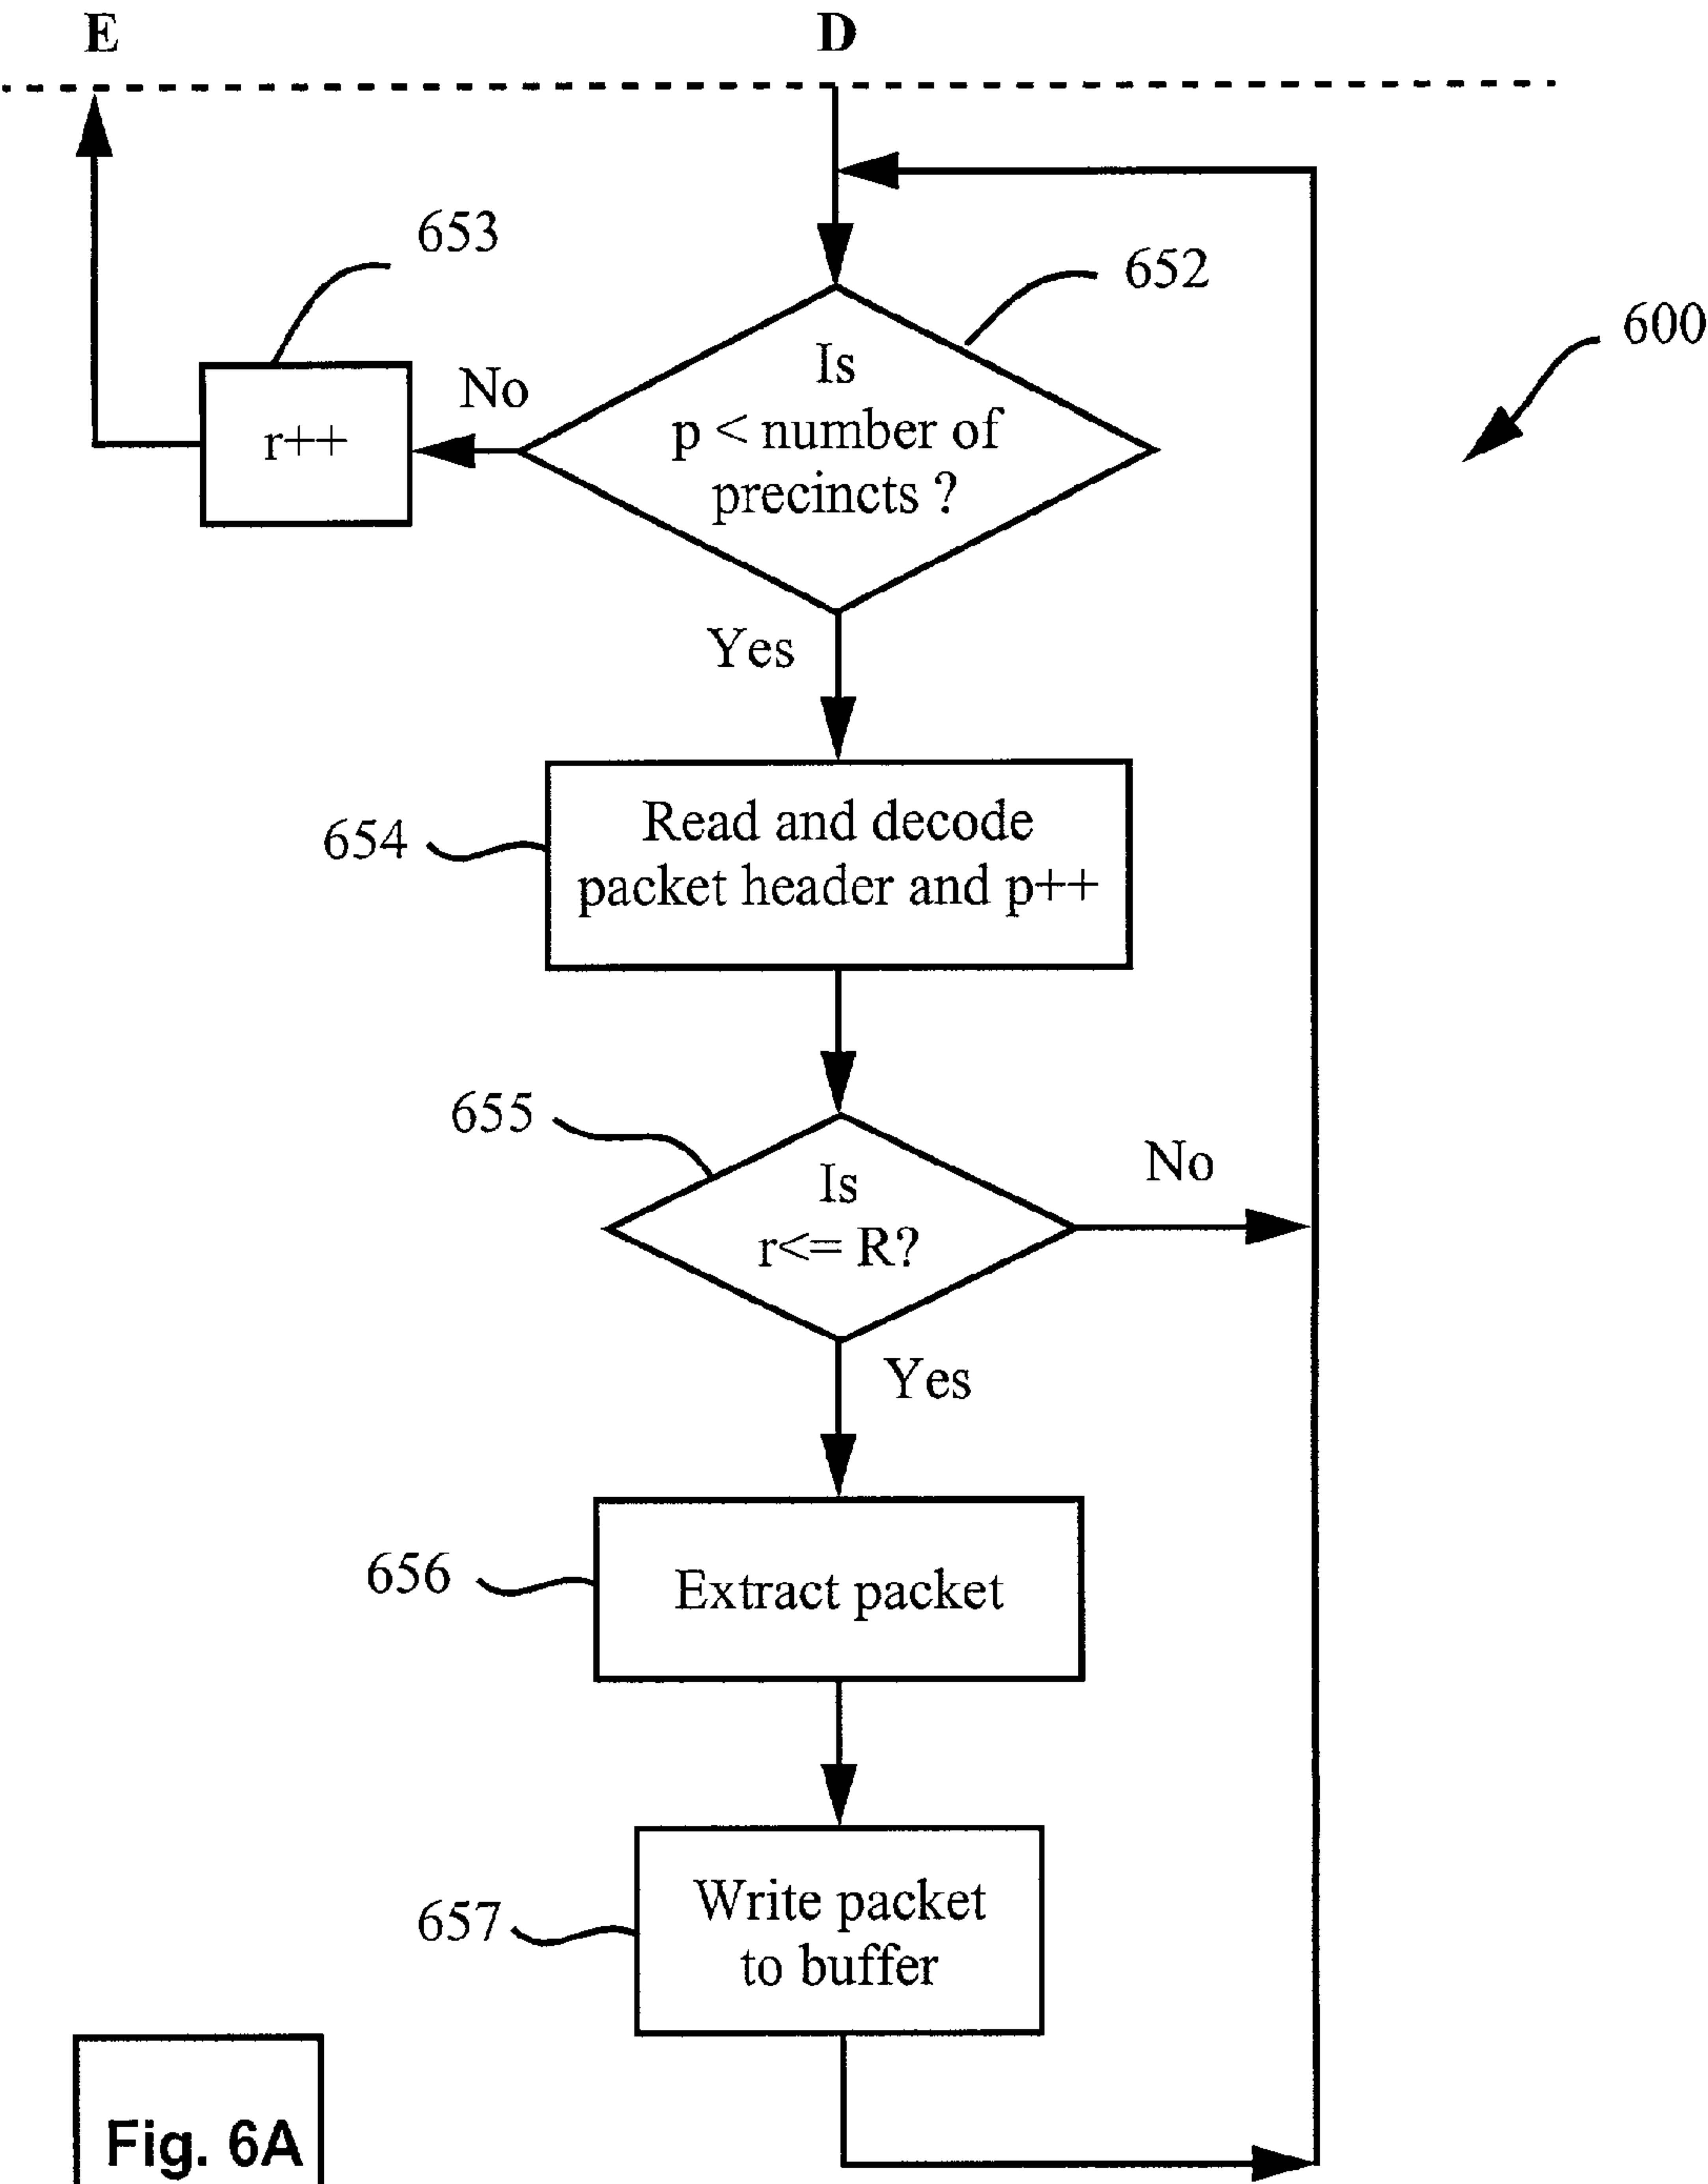 E
D
653
652
600
Is
p < number of
precincts ?
No
r++
Yes
654
Read and decode
packet header and p++
655
Is
r<= R?
No
Yes
656
Extract packet
657
Write packet
to buffer
Fig. 6A